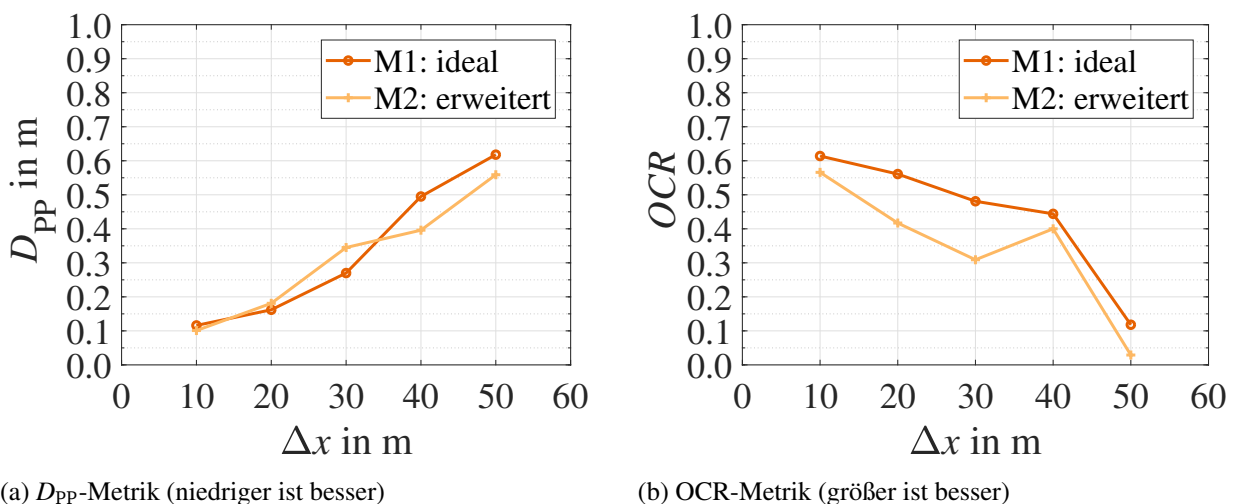 1.0
0.9
0.8
0.7
0.6
0.5
0.4
0.3
0.2
0.1
0.0
D_PP in m
M1: ideal
M2: erweitert
0 10 20 30 40 50 60
Δx in m
(a) D_PP-Metrik (niedriger ist besser)
1.0
0.9
0.8
0.7
0.6
0.5
0.4
0.3
0.2
0.1
0.0
OCR
M1: ideal
M2: erweitert
0 10 20 30 40 50 60
Δx in m
(b) OCR-Metrik (größer ist besser)